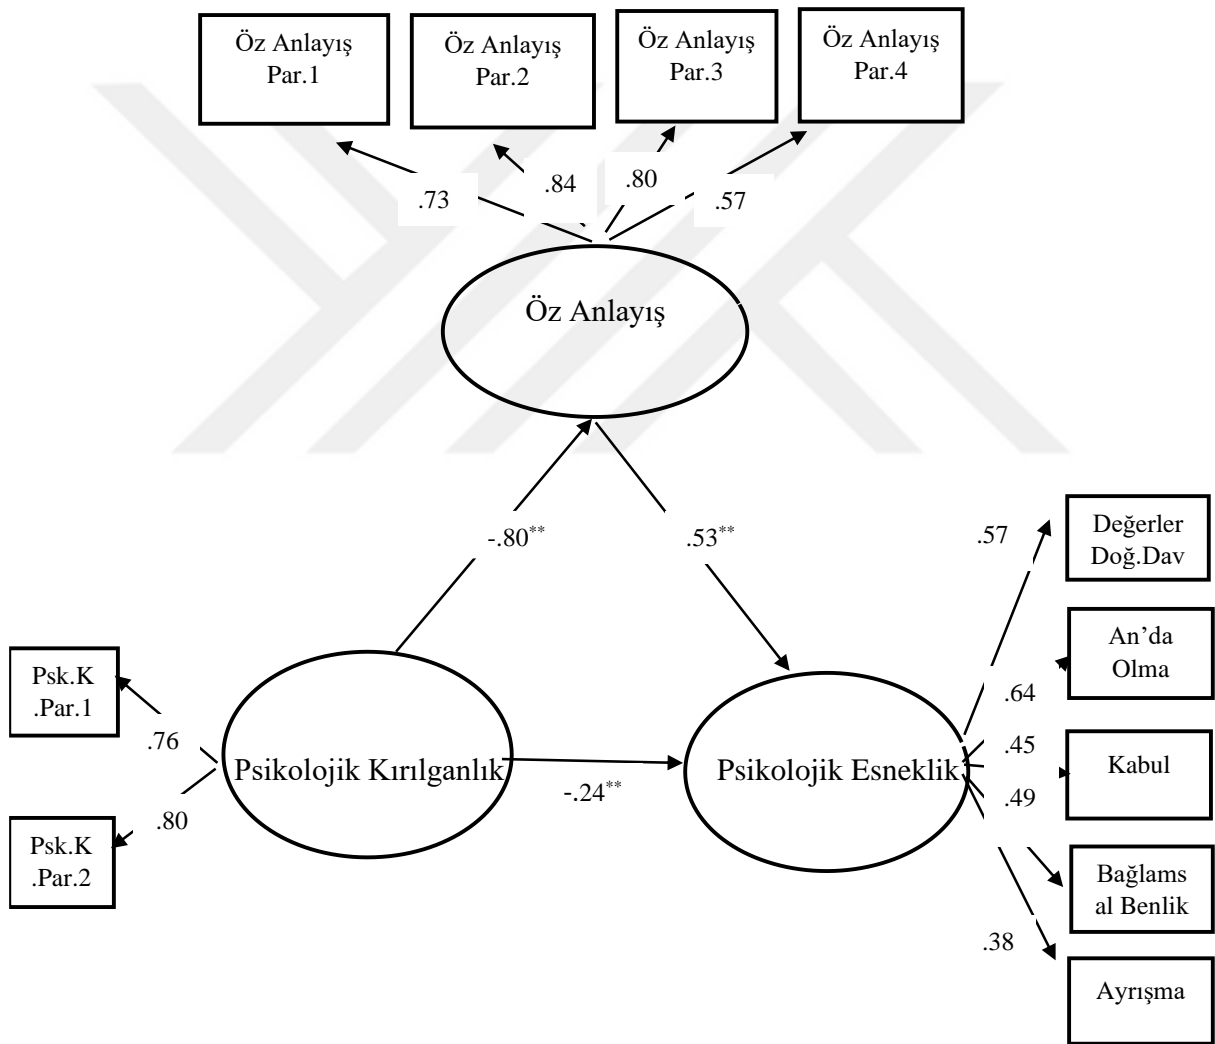 Öz Anlayış
Par.1
Öz Anlayış
Par.2
Öz Anlayış
Par.3
Öz Anlayış
Par.4
.73
.84
.80
.57
Öz Anlayış
-.80**
.53**
.57
Değerler
Doğ.Dav
An’da
Olma
.64
Psk.K
.Par.1
.76
.45
Kabul
Psikolojik Kırılganlık
Psikolojik Esneklik
-.24**
.49
.80
Psk.K
.Par.2
Bağlams
al Benlik
.38
Ayrışma